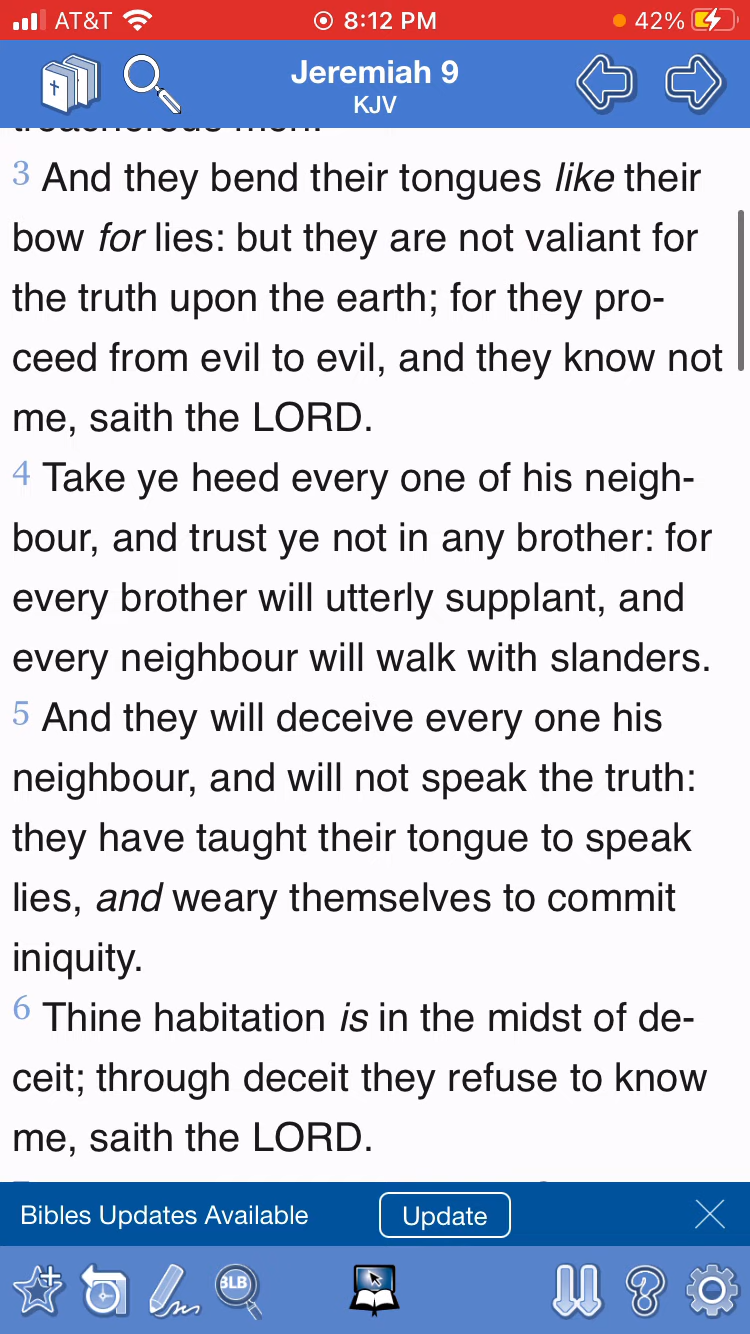 AT&T 8:12 PM 42%
Jeremiah 9
KJV
treacherous men.
3 And they bend their tongues like their
bow for lies: but they are not valiant for
the truth upon the earth; for they pro-
ceed from evil to evil, and they know not
me, saith the LORD.
4 Take ye heed every one of his neigh-
bour, and trust ye not in any brother: for
every brother will utterly supplant, and
every neighbour will walk with slanders.
5 And they will deceive every one his
neighbour, and will not speak the truth:
they have taught their tongue to speak
lies, and weary themselves to commit
iniquity.
6 Thine habitation is in the midst of de-
ceit; through deceit they refuse to know
me, saith the LORD.
Bibles Updates Available Update
BLB